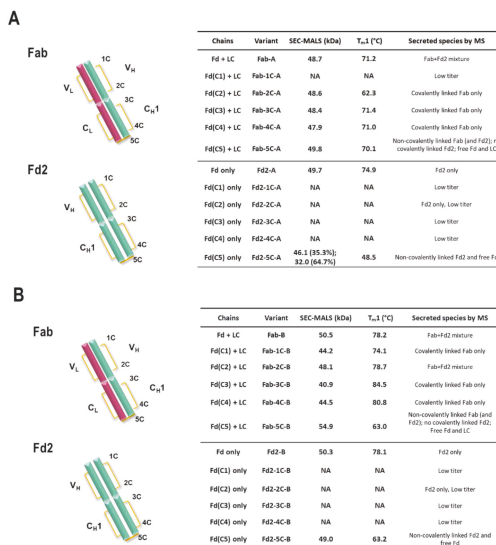 A
Fab
1C
VH
VL
2C
3C
CH1
CL
4C
5C
Chains Variant SEC-MALS (kDa) Tm1 (°C) Secreted species by MS
Fd + LC Fab-A 48.7 71.2 Fab+Fd2 mixture
Fd(C1) + LC Fab-1C-A NA NA Low titer
Fd(C2) + LC Fab-2C-A 48.6 62.3 Covalently linked Fab only
Fd(C3) + LC Fab-3C-A 48.4 71.4 Covalently linked Fab only
Fd(C4) + LC Fab-4C-A 47.9 71.0 Covalently linked Fab only
Fd(C5) + LC Fab-5C-A 49.8 70.1 Non-covalently linked Fab (and Fd2);
covalently linked Fd2; free Fd and LC
Fd2
1C
VH
2C
3C
CH1
4C
5C
Fd only Fd2-A 49.7 74.9 Fd2 only
Fd(C1) only Fd2-1C-A NA NA Low titer
Fd(C2) only Fd2-2C-A NA NA Fd2 only, Low titer
Fd(C3) only Fd2-3C-A NA NA Low titer
Fd(C4) only Fd2-4C-A NA NA Low titer
Fd(C5) only Fd2-5C-A 46.1 (35.3%);
32.0 (64.7%) 48.5 Non-covalently linked Fd2 and free
B
Fab
1C
VH
VL
2C
3C
CH1
CL
4C
5C
Chains Variant SEC-MALS (kDa) Tm1 (°C) Secreted species by MS
Fd + LC Fab-B 50.5 78.2 Fab+Fd2 mixture
Fd(C1) + LC Fab-1C-B 44.2 74.1 Covalently linked Fab only
Fd(C2) + LC Fab-2C-B 48.1 78.7 Fab+Fd2 mixture
Fd(C3) + LC Fab-3C-B 40.9 84.5 Covalently linked Fab only
Fd(C4) + LC Fab-4C-B 44.5 80.8 Covalently linked Fab only
Fd(C5) + LC Fab-5C-B 54.9 63.0 Non-covalently linked Fab (and
Fd2); no covalently linked Fd2;
Free Fd and LC
Fd2
1C
VH
2C
3C
CH1
4C
5C
Fd only Fd2-B 50.3 78.1 Fd2 only
Fd(C1) only Fd2-1C-B NA NA Low titer
Fd(C2) only Fd2-2C-B NA NA Fd2 only, Low titer
Fd(C3) only Fd2-3C-B NA NA Low titer
Fd(C4) only Fd2-4C-B NA NA Low titer
Fd(C5) only Fd2-5C-B 49.0 63.2 Non-covalently linked Fd2 and
free Fd